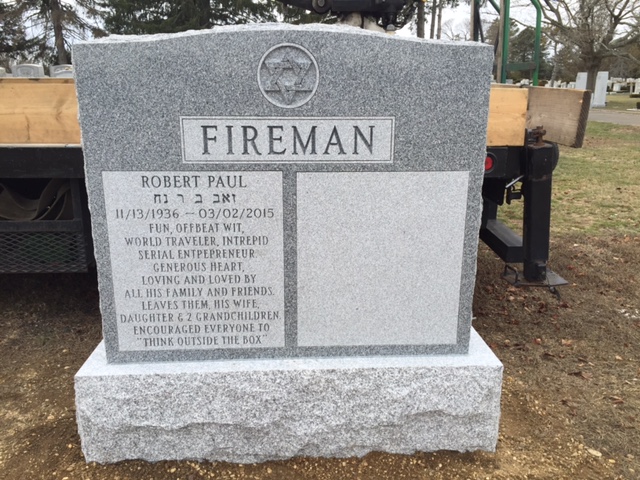 FIREMAN
ROBERT PAUL
זאב ב ר נח
11/13/1936 – 03/02/2015
FUN, OFFBEAT WIT,
WORLD TRAVELER, INTREPID
SERIAL ENTPEPRENEUR
GENEROUS HEART,
LOVING AND LOVED BY
ALL HIS FAMILY AND FRIENDS.
LEAVES THEM, HIS WIFE,
DAUGHTER & 2 GRANDCHILDREN.
ENCOURAGED EVERYONE TO
"THINK OUTSIDE THE BOX"